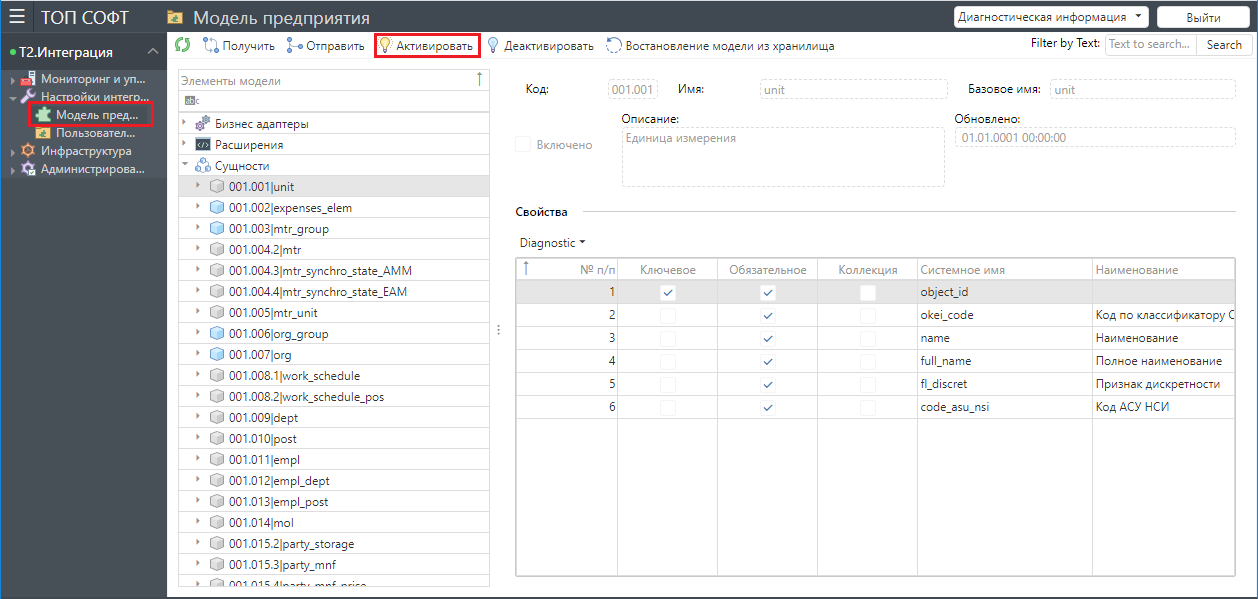 ТОП СОФТ
Модель предприятия
Диагностическая информация
Выйти
Т2.Интеграция
Мониторинг и уп...
Настройки интегр...
Модель пред...
Пользовател...
Инфраструктура
Администрирова...
Получить
Отправить
Активировать
Деактивировать
Востановление модели из хранилища
Filter by Text:
Text to search...
Search
Элементы модели
abc
Бизнес адаптеры
Расширения
Сущности
001.001|unit
001.002|expenses_elem
001.003|mtr_group
001.004.2|mtr
001.004.3|mtr_synchro_state_AMM
001.004.4|mtr_synchro_state_EAM
001.005|mtr_unit
001.006|org_group
001.007|org
001.008.1|work_schedule
001.008.2|work_schedule_pos
001.009|dept
001.010|post
001.011|empl
001.012|empl_dept
001.013|empl_post
001.014|mol
001.015.2|party_storage
001.015.3|party_mnf
001.015.4|party_mnf_price
Код:
001.001
Имя:
unit
Базовое имя:
unit
Включено
Описание:
Единица измерения
Обновлено:
01.01.0001 00:00:00
Свойства
Diagnostic
№ п/п Ключевое Обязательное Коллекция Системное имя Наименование
1 object_id
2 okei_code Код по классификатору О
3 name Наименование
4 full_name Полное наименование
5 fl_discret Признак дискретности
6 code_asu_nsi Код АСУ НСИ